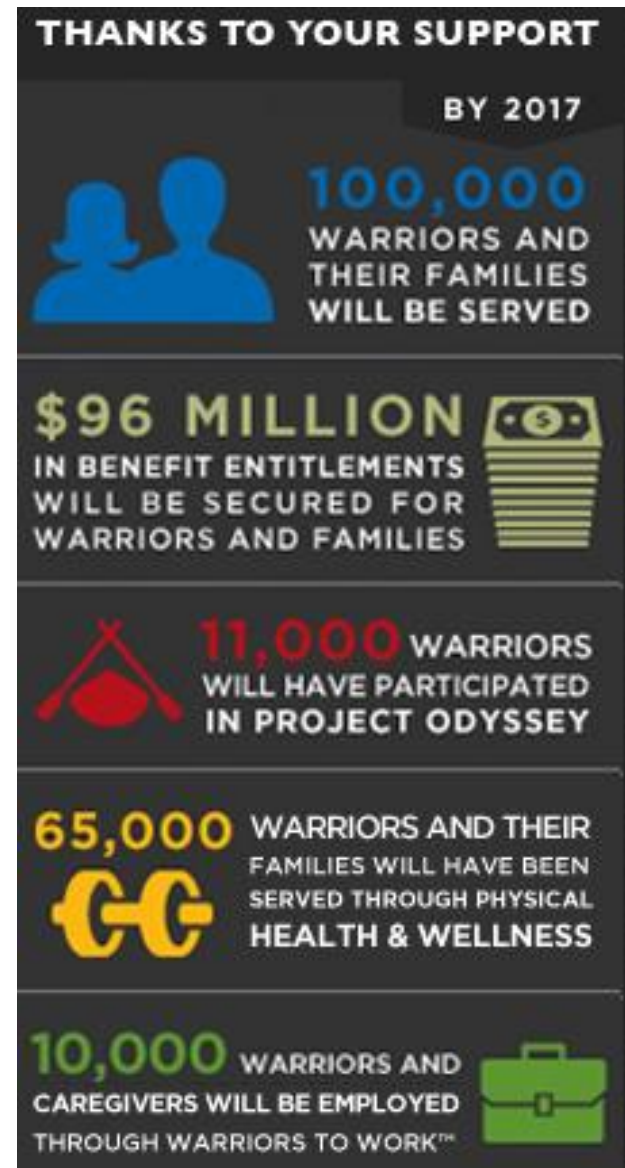 THANKS TO YOUR SUPPORT
BY 2017
100,000
WARRIORS AND
THEIR FAMILIES
WILL BE SERVED
$96 MILLION
IN BENEFIT ENTITLEMENTS
WILL BE SECURED FOR
WARRIORS AND FAMILIES
11,000 WARRIORS
WILL HAVE PARTICIPATED
IN PROJECT ODYSSEY
65,000 WARRIORS AND THEIR
FAMILIES WILL HAVE BEEN
SERVED THROUGH PHYSICAL
HEALTH & WELLNESS
10,000 WARRIORS AND
CAREGIVERS WILL BE EMPLOYED
THROUGH WARRIORS TO WORK™